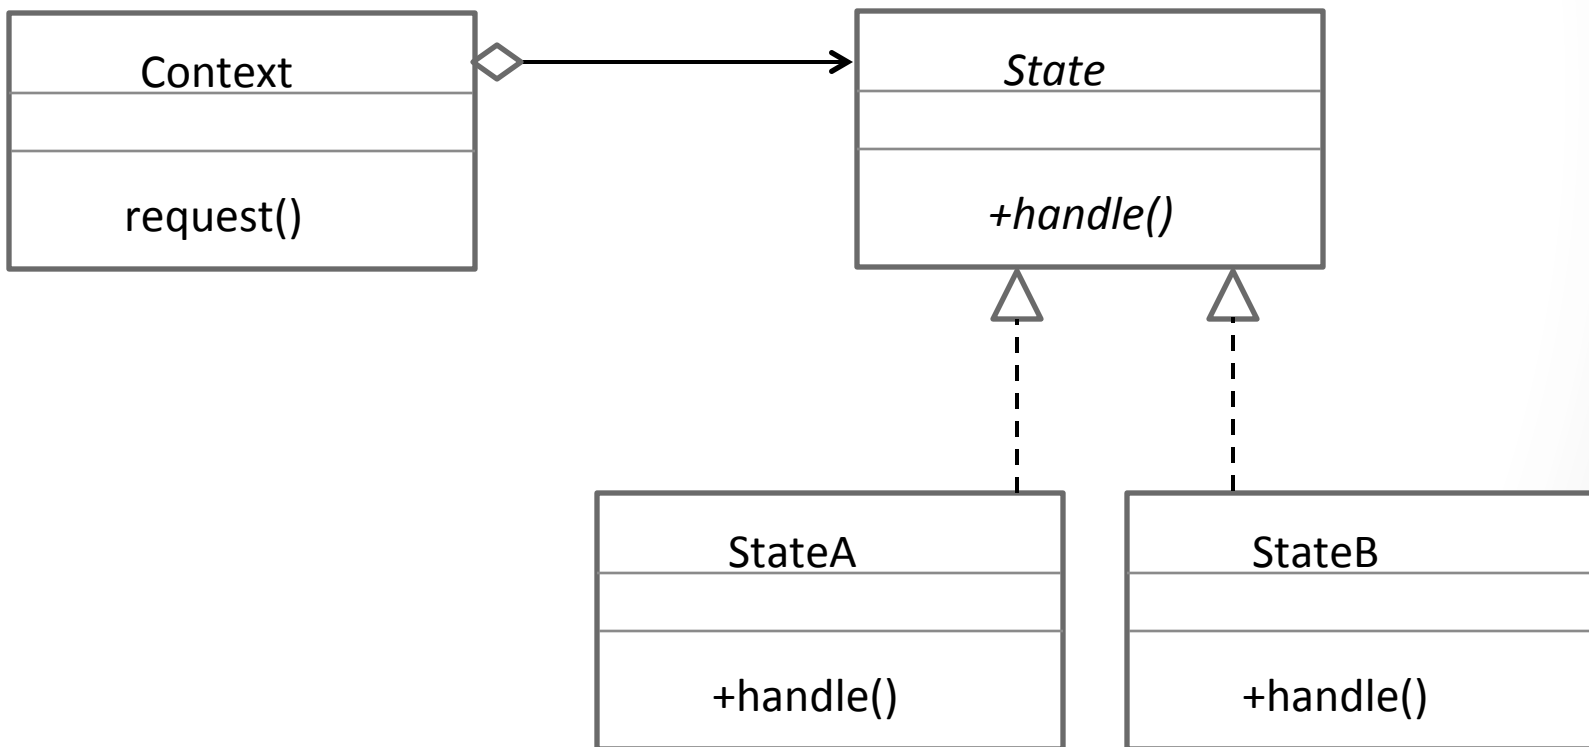 Context
request()
State
+handle()
StateA
+handle()
StateB
+handle()